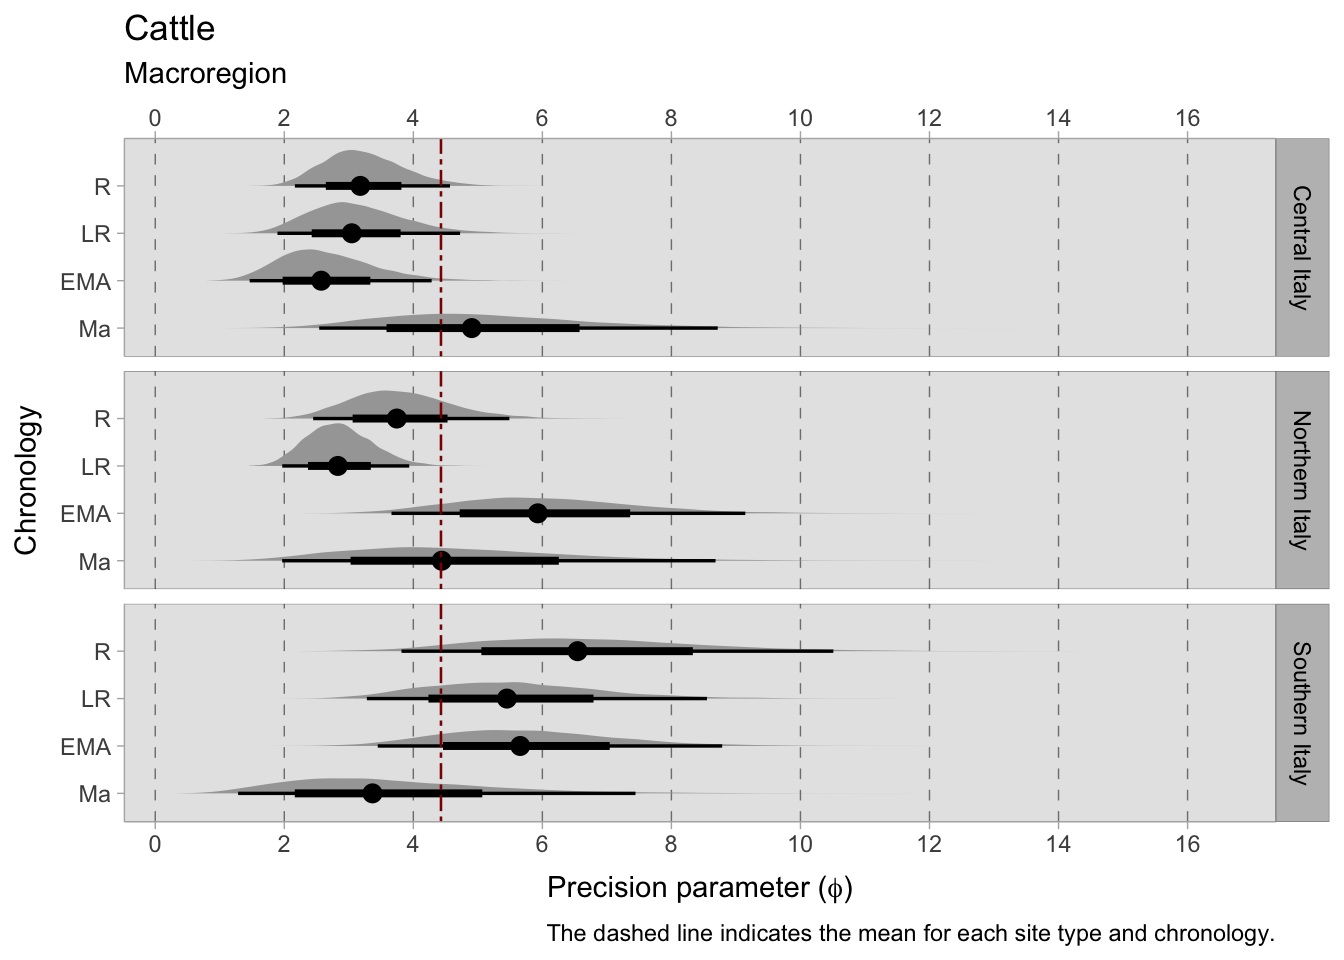 Cattle
Macroregion
0 2 4 6 8 10 12 14 16
R
LR
EMA
Ma
Central Italy
R
LR
EMA
Ma
Northern Italy
R
LR
EMA
Ma
Southern Italy
Chronology
0 2 4 6 8 10 12 14 16
Precision parameter (ϕ)
The dashed line indicates the mean for each site type and chronology.